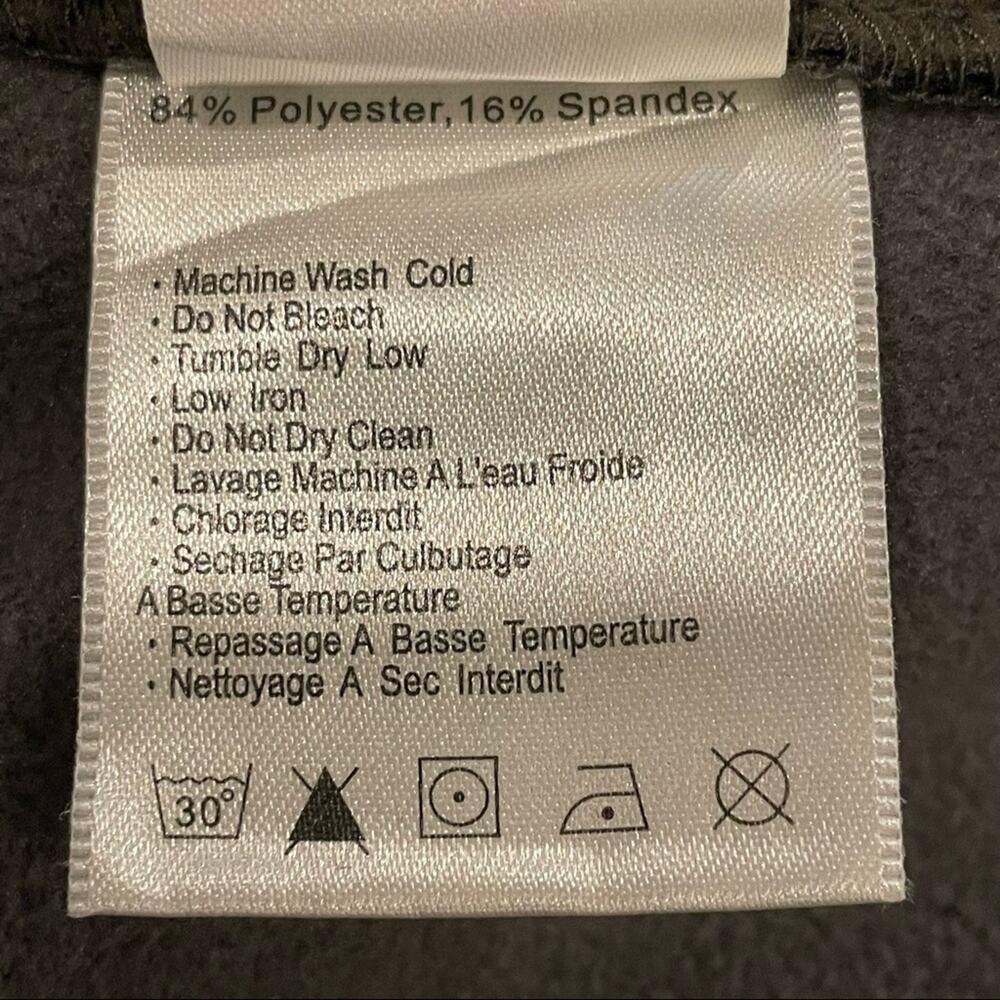 84% Polyester,16% Spandex
· Machine Wash Cold
· Do Not Bleach
· Tumble Dry Low
· Low Iron
· Do Not Dry Clean
· Lavage Machine A L'eau Froide
· Chlorage Interdit
· Sechage Par Culbutage
A Basse Temperature
· Repassage A Basse Temperature
· Nettoyage A Sec Interdit
30°